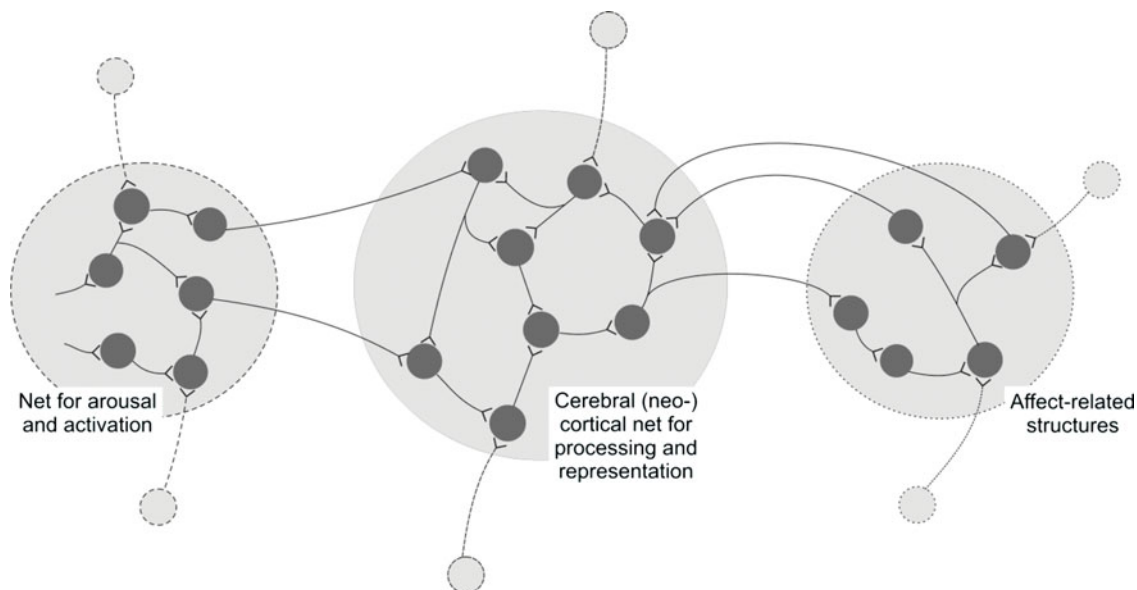 Net for arousal
and activation
Cerebral (neo-)
cortical net for
processing and
representation
Affect-related
structures